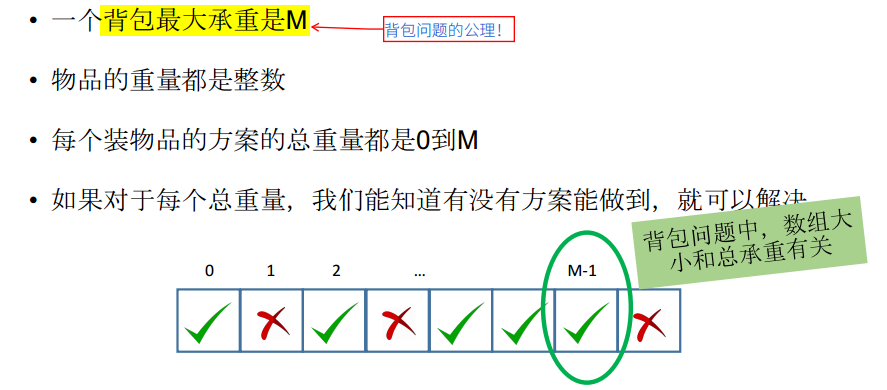 • 一个背包最大承重是M
背包问题的公理！
• 物品的重量都是整数
• 每个装物品的方案的总重量都是0到M
• 如果对于每个总重量，我们能知道有没有方案能做到，就可以解决
背包问题中，数组大
小和总承重有关
0 1 2 ... M-1